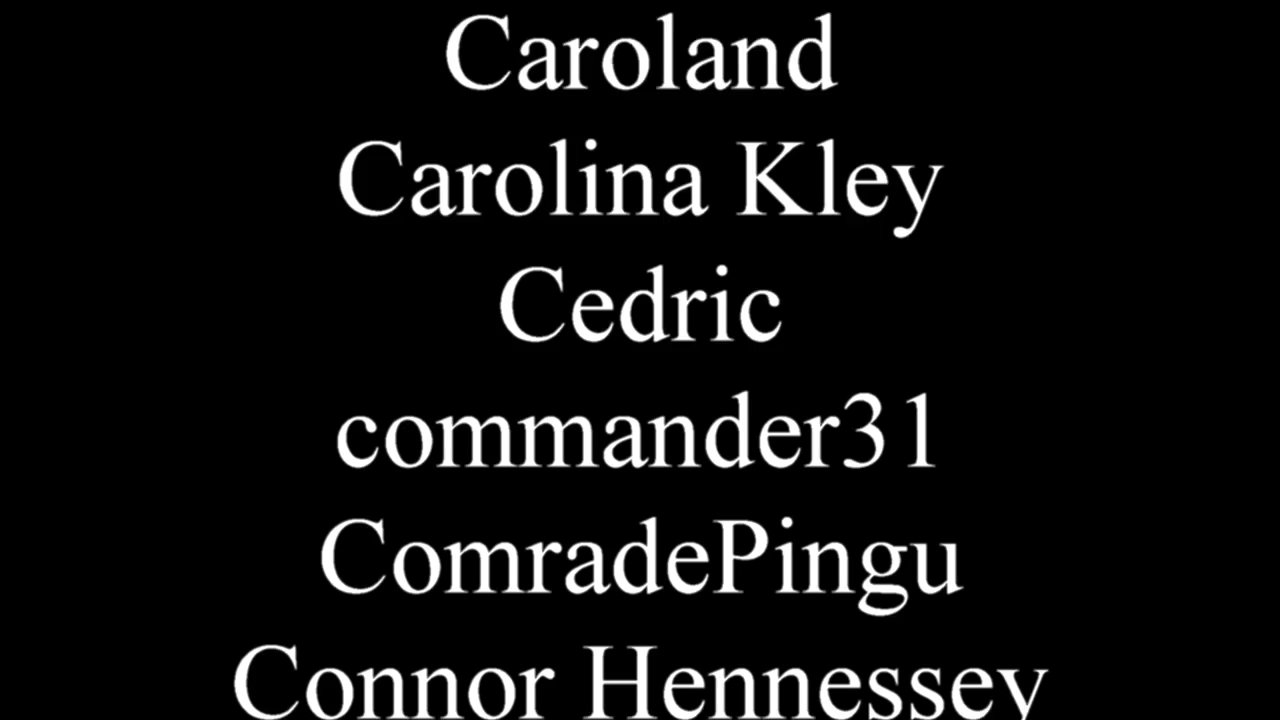 Caroland
Carolina Kley
Cedric
commander31
ComradePingu
Connor Hennessey